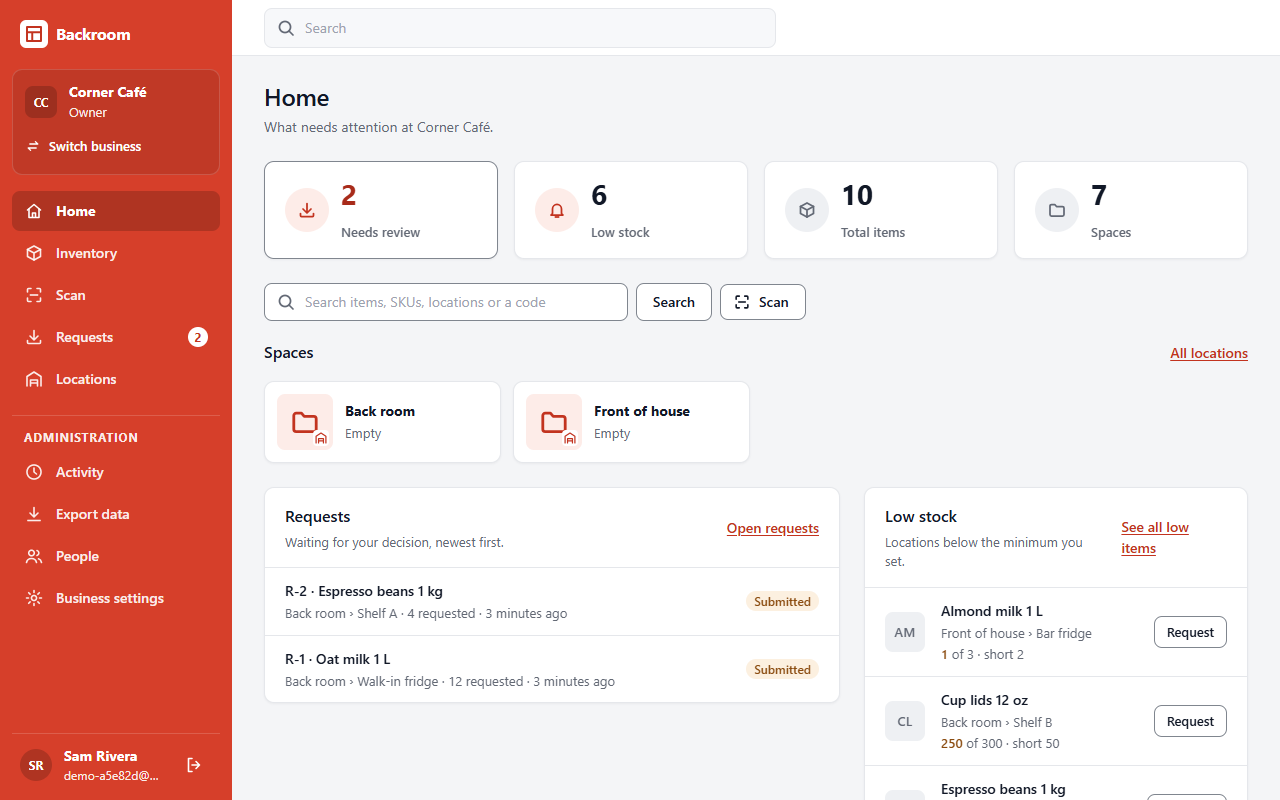 Backroom
CC
Corner Café
Owner
Switch business
Home
Inventory
Scan
Requests
2
Locations
ADMINISTRATION
Activity
Export data
People
Business settings
SR
Sam Rivera
demo-a5e82d@...
Search
Home
What needs attention at Corner Café.
2
Needs review
6
Low stock
10
Total items
7
Spaces
Search items, SKUs, locations or a code
Search
Scan
Spaces
All locations
Back room
Empty
Front of house
Empty
Requests
Waiting for your decision, newest first.
Open requests
R-2 · Espresso beans 1 kg
Back room › Shelf A · 4 requested · 3 minutes ago
Submitted
R-1 · Oat milk 1 L
Back room › Walk-in fridge · 12 requested · 3 minutes ago
Submitted
Low stock
Locations below the minimum you
set.
See all low
items
AM
Almond milk 1 L
Front of house › Bar fridge
1 of 3 · short 2
Request
CL
Cup lids 12 oz
Back room › Shelf B
250 of 300 · short 50
Request
Espresso beans 1 kg